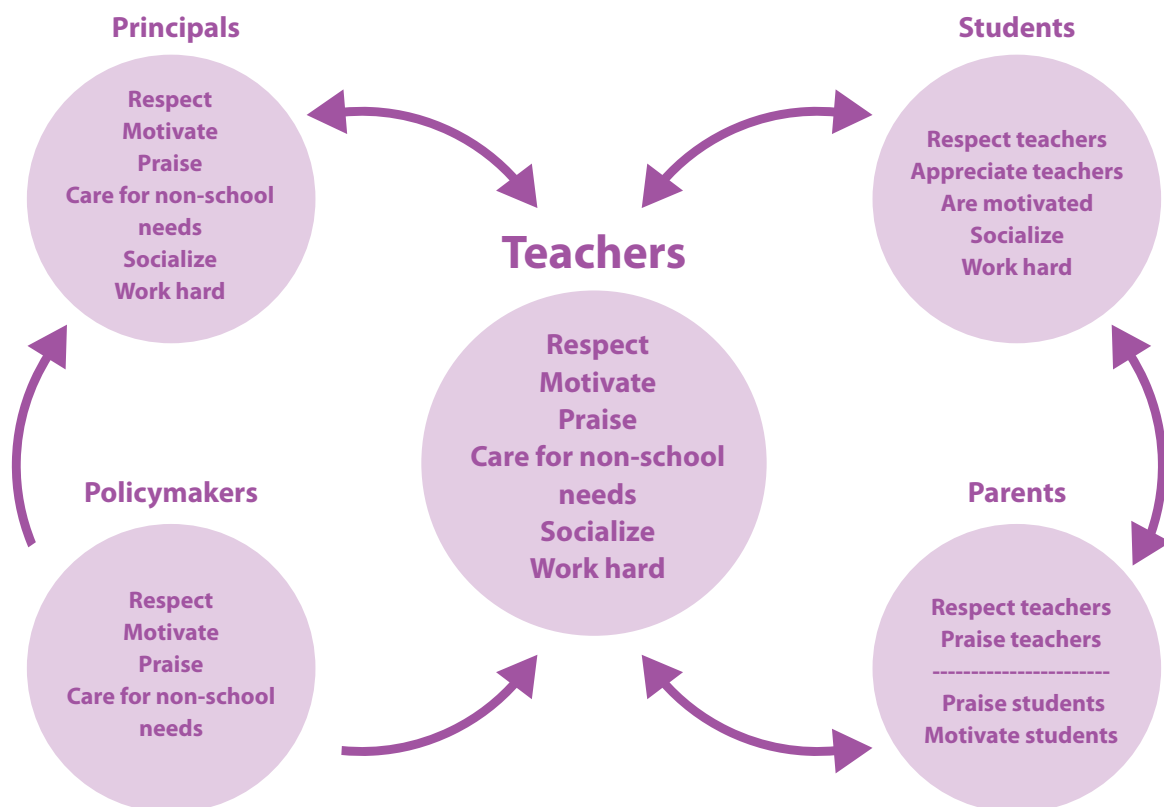 Principals
Respect
Motivate
Praise
Care for non-school
needs
Socialize
Work hard
Students
Respect teachers
Appreciate teachers
Are motivated
Socialize
Work hard
Teachers
Respect
Motivate
Praise
Care for non-school
needs
Socialize
Work hard
Policymakers
Respect
Motivate
Praise
Care for non-school
needs
Parents
Respect teachers
Praise teachers
-----------------------
Praise students
Motivate students